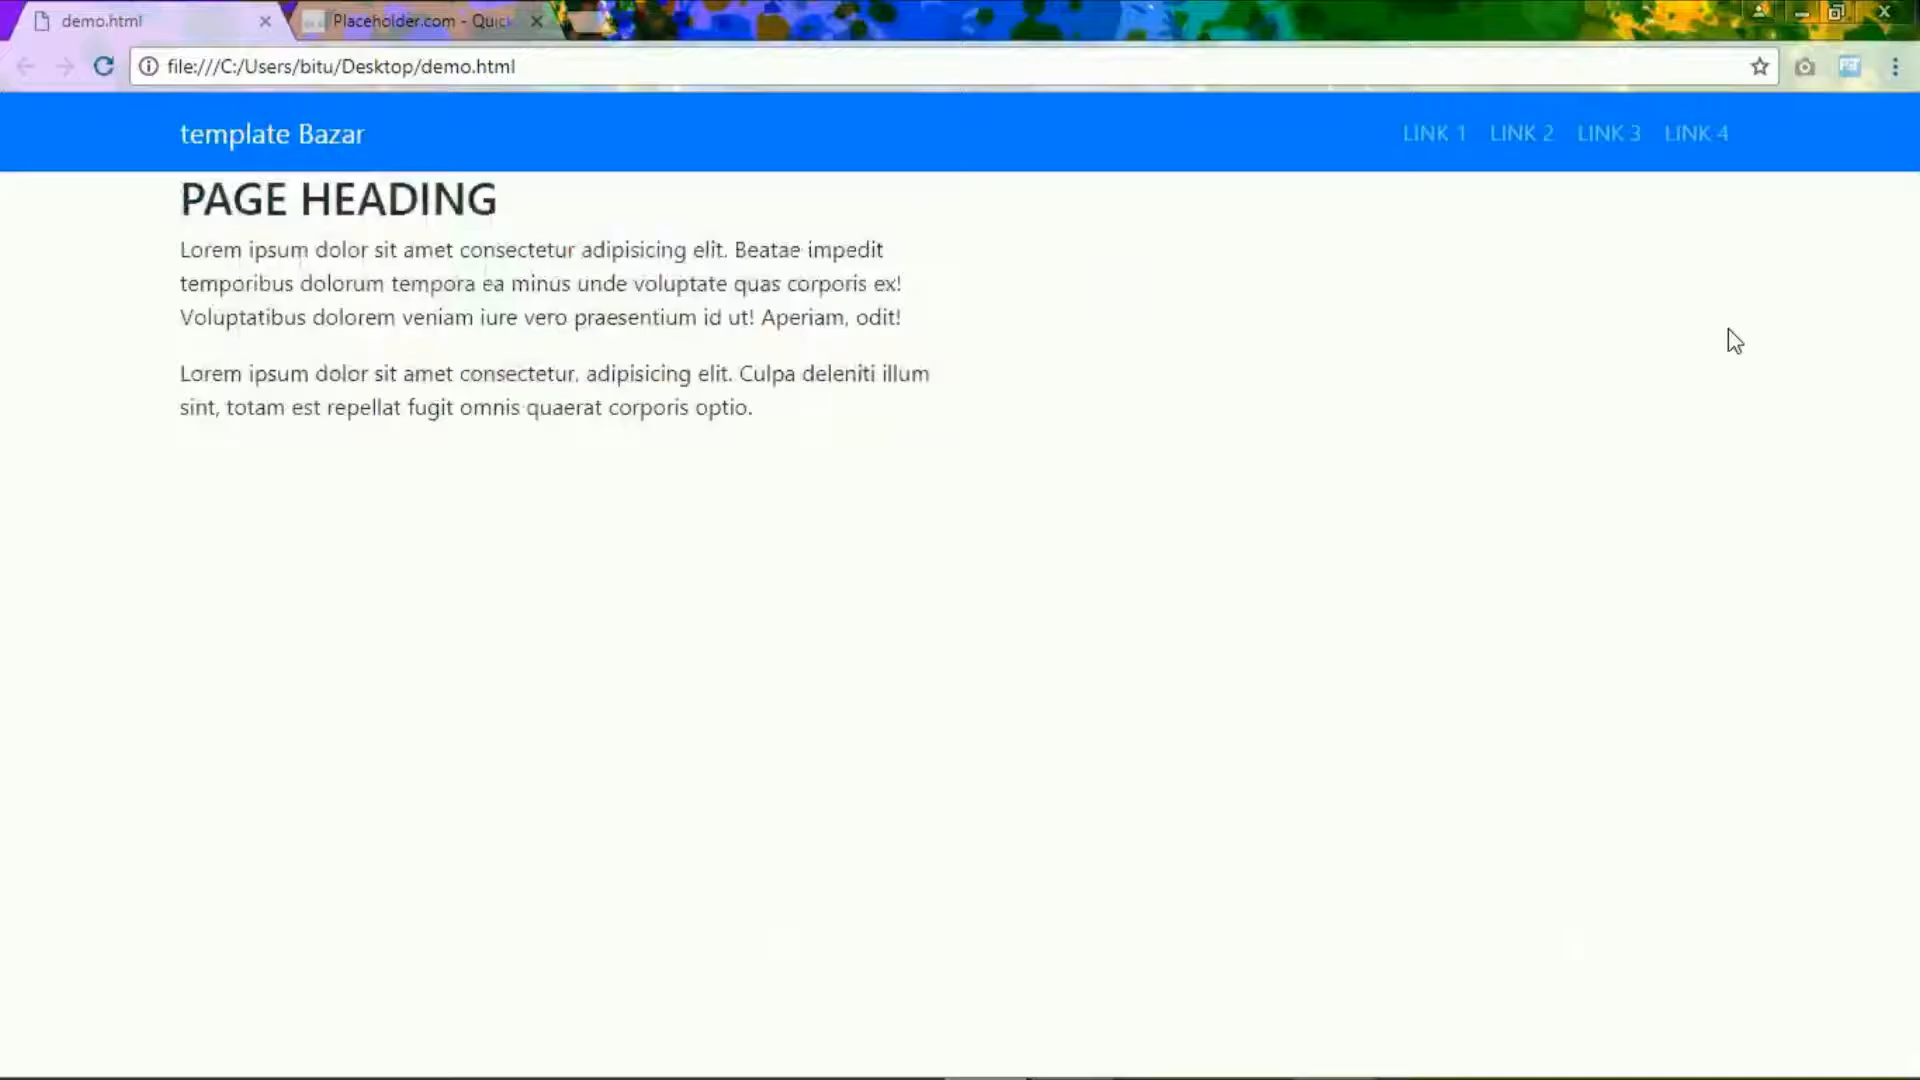 demo.html
Placeholder.com - Quick
file:///C:/Users/bitu/Desktop/demo.html
template Bazar
LINK 1 LINK 2 LINK 3 LINK 4
PAGE HEADING
Lorem ipsum dolor sit amet consectetur adipisicing elit. Beatae impedit
temporibus dolorum tempora ea minus unde voluptate quas corporis ex!
Voluptatibus dolorem veniam iure vero praesentium id ut! Aperiam, odit!
Lorem ipsum dolor sit amet consectetur, adipisicing elit. Culpa deleniti illum
sint, totam est repellat fugit omnis quaerat corporis optio.